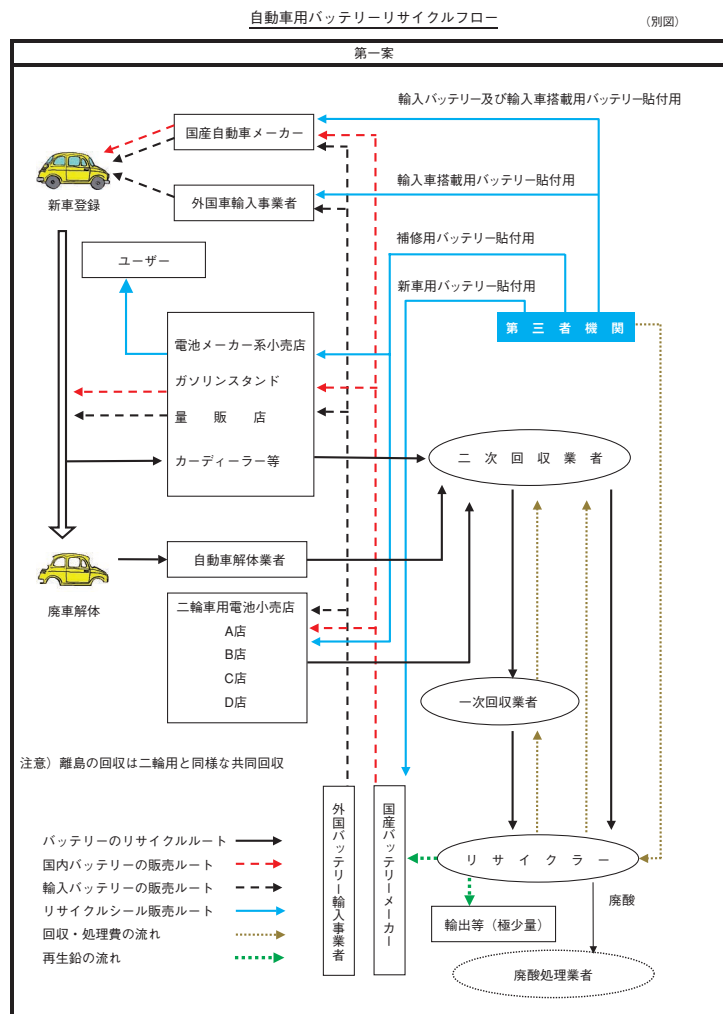 自動車用バッテリーリサイクルフロー
（別図）
第一案
輸入バッテリー及び輸入車搭載用バッテリー貼付用
国産自動車メーカー
輸入車搭載用バッテリー貼付用
新車登録
外国車輸入事業者
補修用バッテリー貼付用
ユーザー
新車用バッテリー貼付用
第三者機関
電池メーカー系小売店
ガソリンスタンド
量　販　店
カーディーラー等
二次回収業者
自動車解体業者
廃車解体
二輪車用電池小売店
A店
B店
C店
D店
一次回収業者
注意）離島の回収は二輪用と同様な共同回収
外国バッテリー輸入事業者
国産バッテリーメーカー
バッテリーのリサイクルルート
国内バッテリーの販売ルート
輸入バッテリーの販売ルート
リサイクルシール販売ルート
回収・処理費の流れ
再生鉛の流れ
リサイクラー
廃酸
輸出等（極少量）
廃酸処理業者